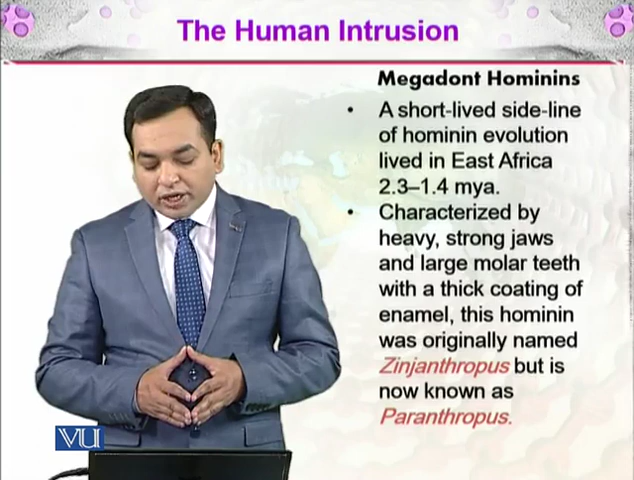 The Human Intrusion
Megadont Hominins
• A short-lived side-line
of hominin evolution
lived in East Africa
2.3–1.4 mya.
• Characterized by
heavy, strong jaws
and large molar teeth
with a thick coating of
enamel, this hominin
was originally named
Zinjanthropus but is
now known as
Paranthropus.
VU